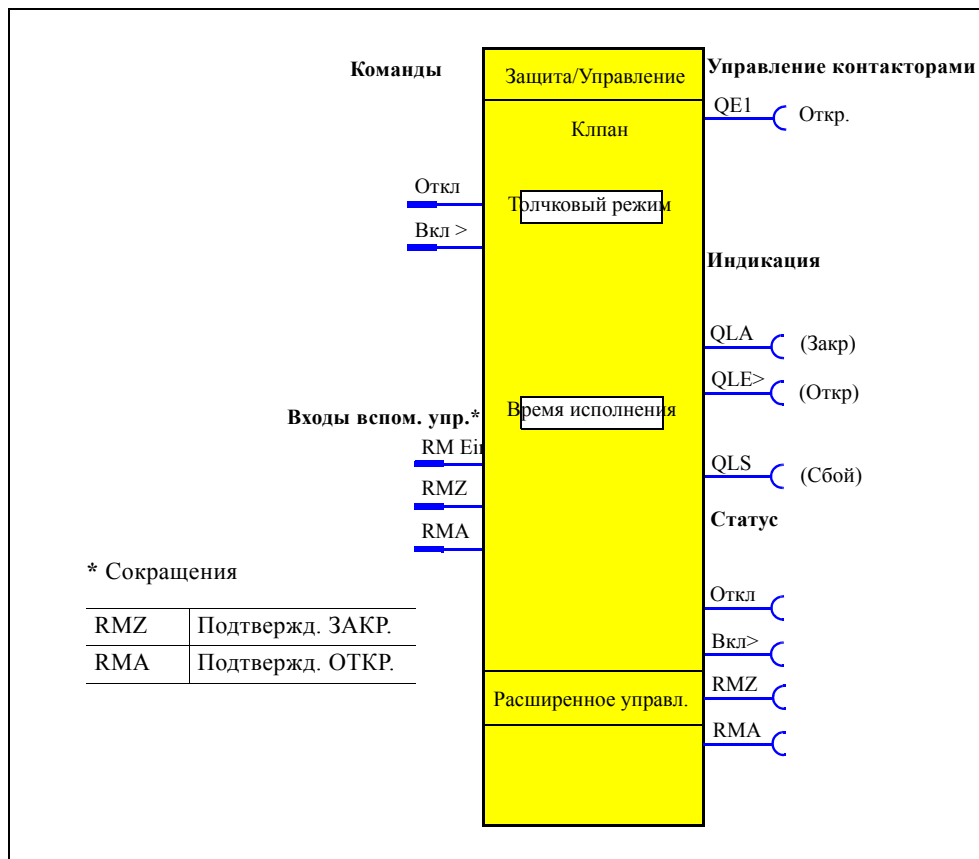 Команды
Защита/Управление
Управление контакторами
QE1
Откр.
Клпан
Откл
Толчковый режим
Вкл >
Индикация
QLA
(Закр)
QLE>
(Откр)
Входы вспом. упр.*
Время исполнения
RM Ein
QLS
(Сбой)
RMZ
Статус
RMA
* Сокращения
RMZ Подтвержд. ЗАКР.
RMA Подтвержд. ОТКР.
Откл
Вкл>
Расширенное управл.
RMZ
RMA